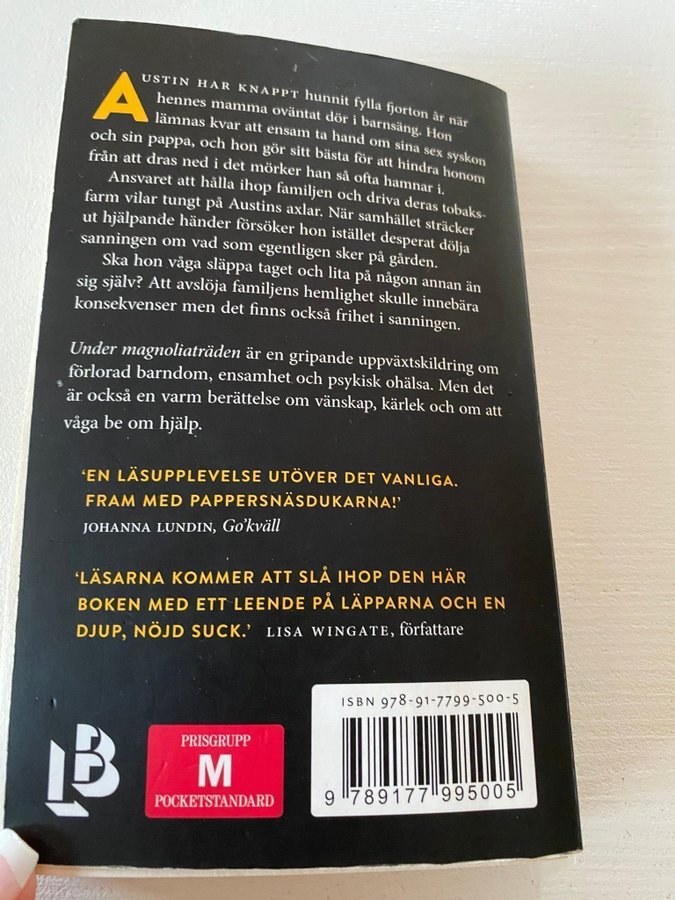 AUSTIN HAR KNAPPT hunnit fylla fjorton år när
hennes mamma oväntat dör i barnsäng. Hon
lämnas kvar att ensam ta hand om sina sex syskon
och sin pappa, och hon gör sitt bästa för att hindra honom
från att dras ned i det mörker han så ofta hamnar i.
Ansvaret att hålla ihop familjen och driva deras tobaks-
farm vilar tungt på Austins axlar. När samhället sträcker
ut hjälpande händer försöker hon istället desperat dölja
sanningen om vad som egentligen sker på gården.
Ska hon våga släppa taget och lita på någon annan än
sig själv? Att avslöja familjens hemlighet skulle innebära
konsekvenser men det finns också frihet i sanningen.
Under magnoliaträden är en gripande uppväxtskildring om
förlorad barndom, ensamhet och psykisk ohälsa. Men det
är också en varm berättelse om vänskap, kärlek och om att
våga be om hjälp.
‘EN LÄSUPPLEVELSE UTÖVER DET VANLIGA.
FRAM MED PAPPERSNÄSDUKARNA!’
JOHANNA LUNDIN, Go’kväll
‘LÄSARNA KOMMER ATT SLÅ IHOP DEN HÄR
BOKEN MED ETT LEENDE PÅ LÄPPARNA OCH EN
DJUP, NÖJD SUCK.’ LISA WINGATE, författare
ISBN 978-91-7799-500-5
LB
PRISGRUPP
M
POCKETSTANDARD
9 789177 995005